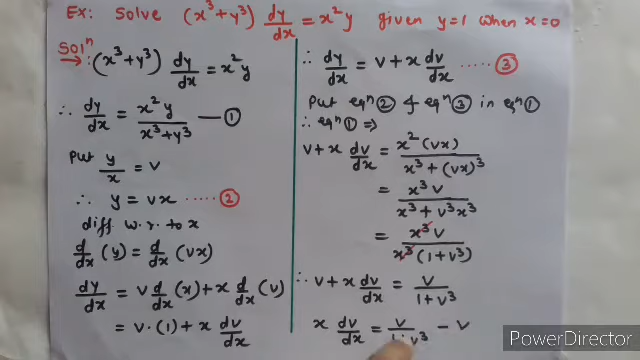 Ex: Solve (x³+y³) dy/dx = x²y given y=1 when x=0
Solⁿ → : (x³+y³) dy/dx = x²y
∴ dy/dx = x²y/(x³+y³) — ①
Put y/x = v
∴ y = vx ······ ②
diff w.r. to x
d/dx (y) = d/dx (vx)
dy/dx = v d/dx (x) + x d/dx (v)
= v·(1) + x dv/dx
∴ dy/dx = v + x dv/dx ····· ③
Put eqⁿ ② & eqⁿ ③ in eqⁿ ①
∴ eqⁿ ① ⇒
v + x dv/dx = x²(vx)/(x³+(vx)³)
= x³v/(x³+v³x³)
= x³v/(x³(1+v³))
∴ v + x dv/dx = v/(1+v³)
x dv/dx = v/(1+v³) − v
PowerDirector